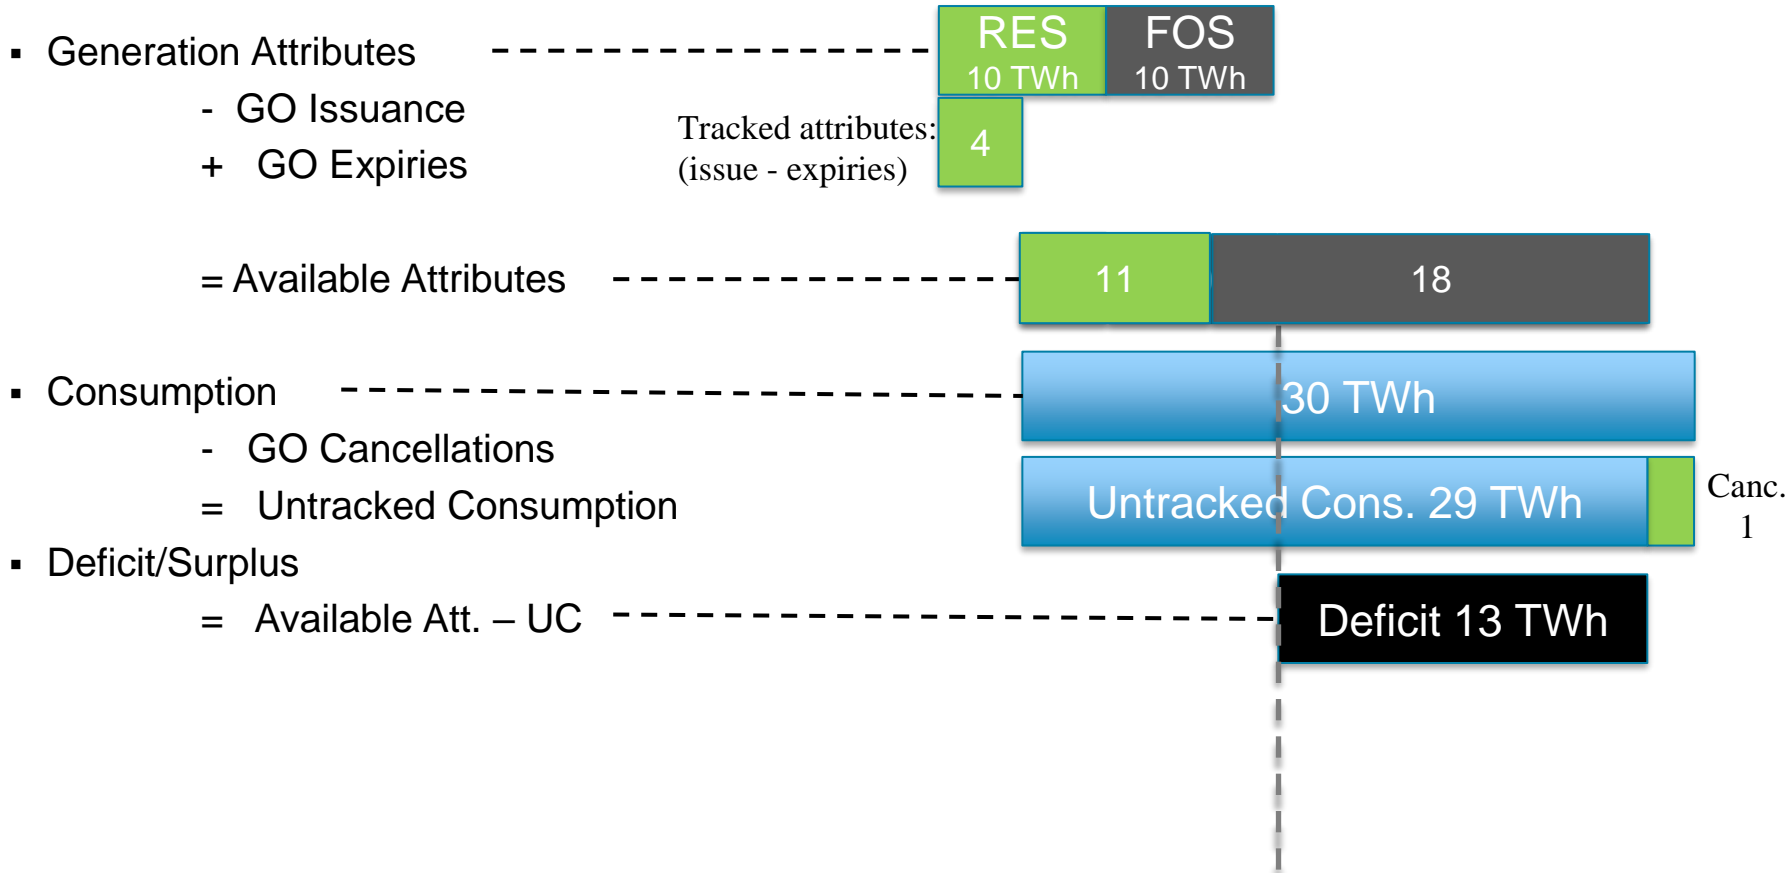 ▪ Generation Attributes
RES
10 TWh
FOS
10 TWh
- GO Issuance
+ GO Expiries
Tracked attributes:
(issue - expiries)
4
= Available Attributes
11
18
▪ Consumption
30 TWh
- GO Cancellations
= Untracked Consumption
Untracked Cons. 29 TWh
Canc.
1
▪ Deficit/Surplus
= Available Att. – UC
Deficit 13 TWh